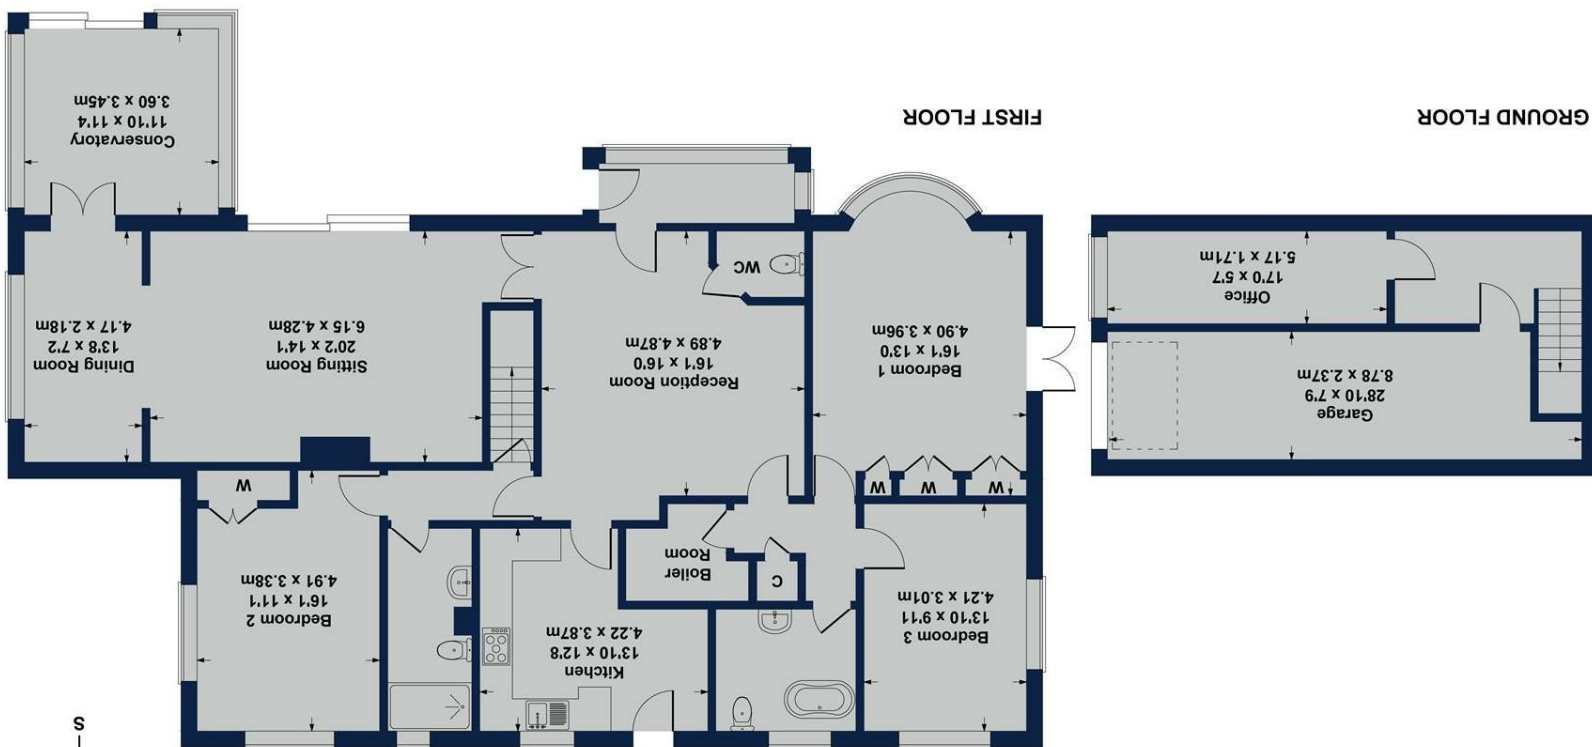 S
Bedroom 3
13'10 x 9'11
4.21 x 3.01m
Kitchen
13'10 x 12'8
4.22 x 3.87m
Bedroom 2
16'1 x 11'1
4.91 x 3.38m
C
Boiler
Room
W
W
W
W
Garage
28'10 x 7'9
8.78 x 2.37m
Bedroom 1
16'1 x 13'0
4.90 x 3.96m
Reception Room
16'1 x 16'0
4.89 x 4.87m
Sitting Room
20'2 x 14'1
6.15 x 4.28m
Dining Room
13'8 x 7'2
4.17 x 2.18m
Office
17'0 x 5'7
5.17 x 1.71m
WC
Conservatory
11'10 x 11'4
3.60 x 3.45m
GROUND FLOOR
FIRST FLOOR